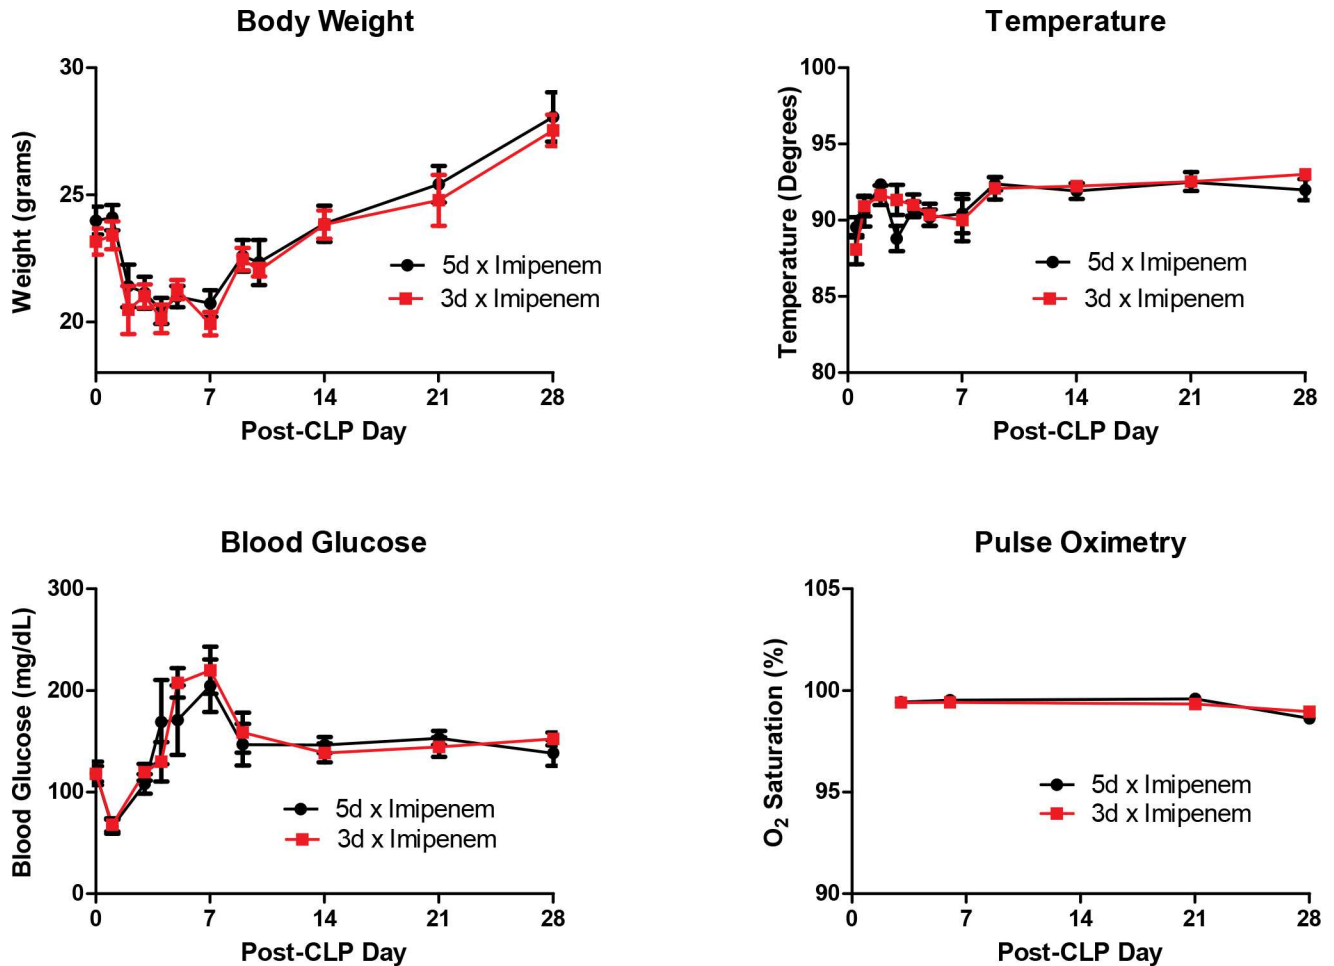 Body Weight
Weight (grams)
30
25
20
0 7 14 21 28
Post-CLP Day
5d x Imipenem
3d x Imipenem
Temperature
Temperature (Degrees)
100
95
90
85
80
0 7 14 21 28
Post-CLP Day
5d x Imipenem
3d x Imipenem
Blood Glucose
Blood Glucose (mg/dL)
300
200
100
0
0 7 14 21 28
Post-CLP Day
5d x Imipenem
3d x Imipenem
Pulse Oximetry
O₂ Saturation (%)
105
100
95
90
0 7 14 21 28
Post-CLP Day
5d x Imipenem
3d x Imipenem